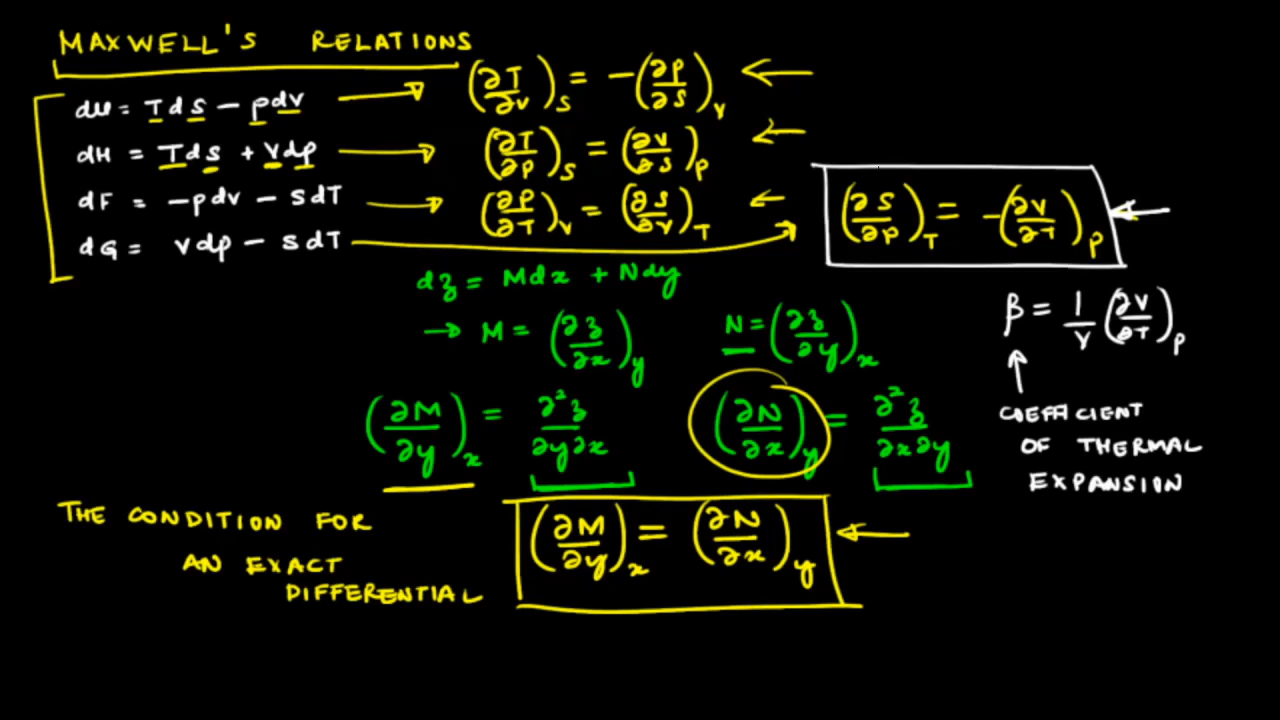 MAXWELL'S RELATIONS
dU = Tds - pdv → (∂T/∂v)_S = -(∂P/∂S)_V ←
dH = Tds + Vdp → (∂T/∂P)_S = (∂V/∂S)_P ←
dF = -pdv - SdT → (∂P/∂T)_V = (∂S/∂V)_T ←
dG = Vdp - SdT → (∂S/∂P)_T = -(∂V/∂T)_P ←
dz = Mdx + Ndy
→ M = (∂z/∂x)_y N = (∂z/∂y)_x
(∂M/∂y)_x = ∂²z/∂y∂x (∂N/∂x)_y = ∂²z/∂x∂y
β = 1/V (∂V/∂T)_P
↑
COEFFICIENT
OF THERMAL
EXPANSION
THE CONDITION FOR
AN EXACT
DIFFERENTIAL
(∂M/∂y)_x = (∂N/∂x)_y ←